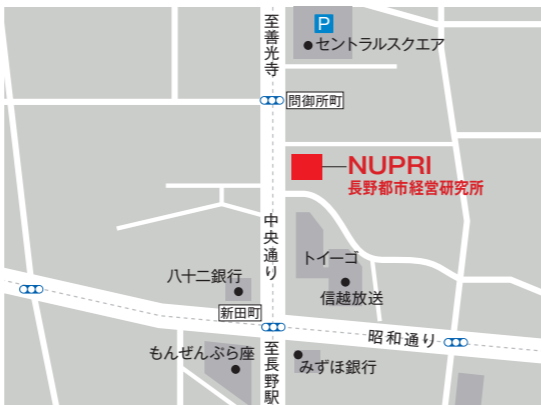 至善光寺
P
セントラルスクエア
問御所町
NUPRI
長野都市経営研究所
中央通り
トイーゴ
八十二銀行
信越放送
新田町
昭和通り
もんぜんぷら座
至長野駅
みずほ銀行